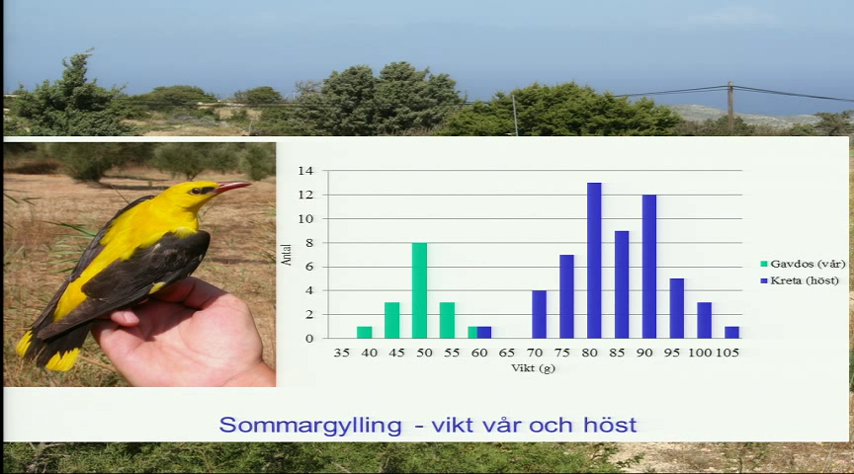 14
12
10
8
6
4
2
0
Antal
35 40 45 50 55 60 65 70 75 80 85 90 95 100 105
Vikt (g)
Gavdos (vår)
Kreta (höst)
Sommargylling - vikt vår och höst